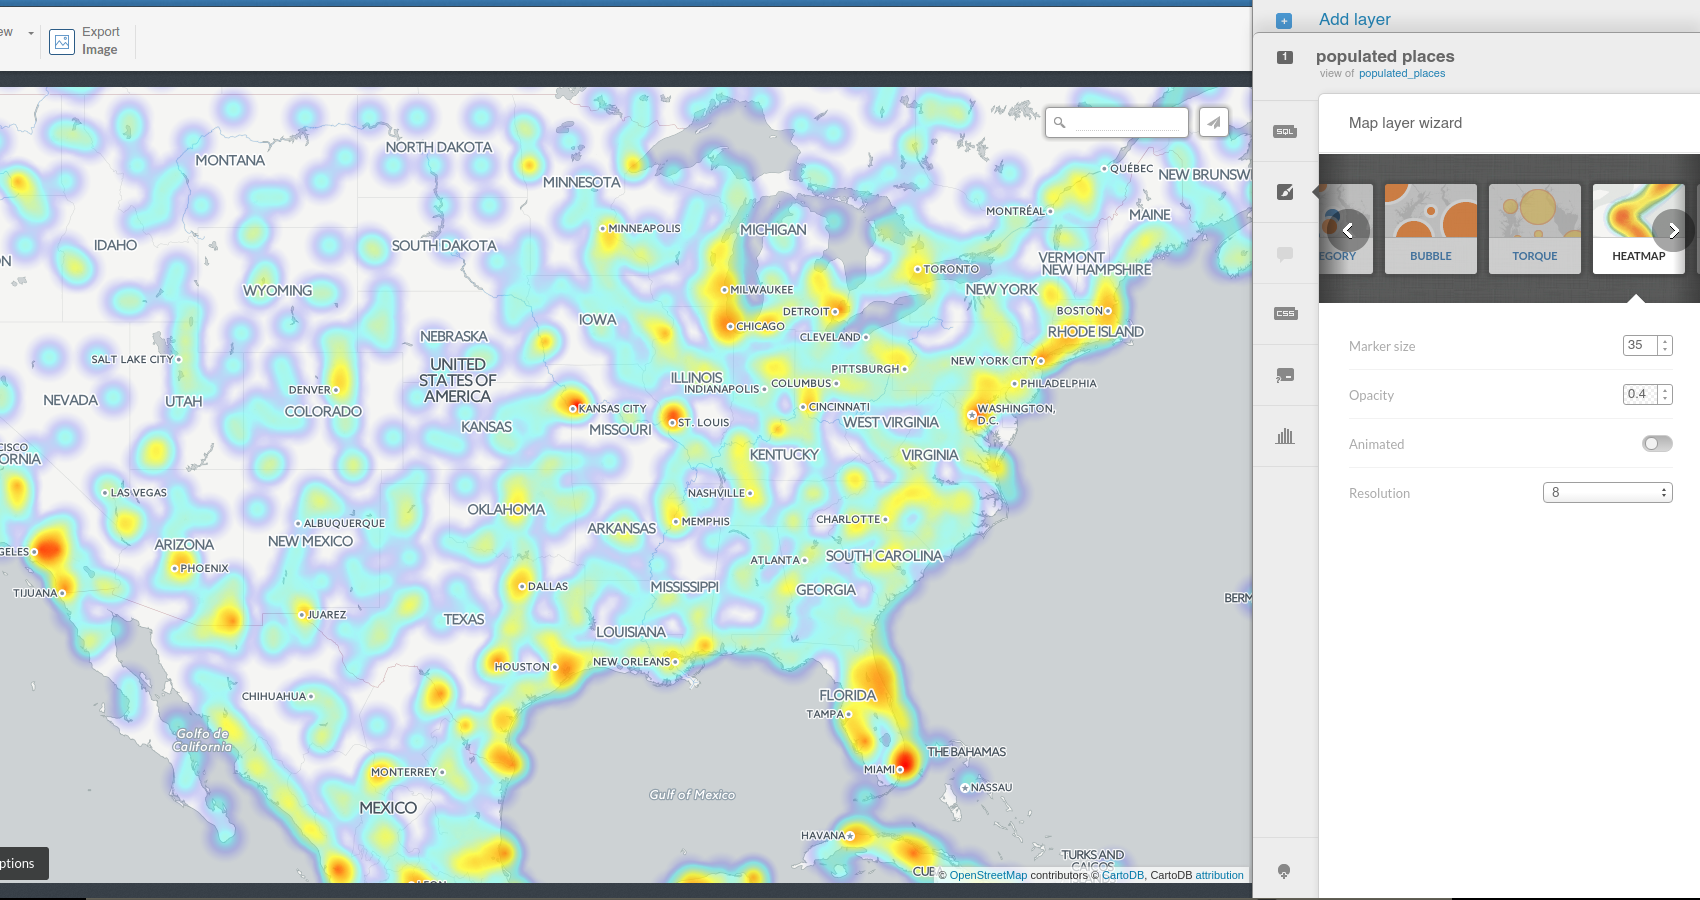 ew
Export
Image
Add layer
1
populated places
view of populated_places
Map layer wizard
SQL
CSS
EGORY
BUBBLE
TORQUE
HEATMAP
Marker size
35
Opacity
0.4
Animated
Resolution
8
MONTANA
NORTH DAKOTA
MINNESOTA
QUÉBEC
NEW BRUNSW
MONTRÉAL
MAINE
MINNEAPOLIS
MICHIGAN
IDAHO
SOUTH DAKOTA
ON
VERMONT
NEW HAMPSHIRE
TORONTO
WYOMING
MILWAUKEE
NEW YORK
DETROIT
BOSTON
IOWA
CHICAGO
RHODE ISLAND
NEBRASKA
CLEVELAND
SALT LAKE CITY
UNITED
STATES OF
AMERICA
NEW YORK CITY
PITTSBURGH
ILLINOIS
INDIANAPOLIS
COLUMBUS
PHILADELPHIA
DENVER
NEVADA
UTAH
COLORADO
KANSAS CITY
CINCINNATI
WASHINGTON,
D.C.
KANSAS
MISSOURI
ST. LOUIS
WEST VIRGINIA
CISCO
ORNIA
KENTUCKY
VIRGINIA
LAS VEGAS
NASHVILLE
OKLAHOMA
ALBUQUERQUE
ARKANSAS
MEMPHIS
CHARLOTTE
GELES
ARIZONA
NEW MEXICO
PHOENIX
ATLANTA
SOUTH CAROLINA
TIJUANA
DALLAS
MISSISSIPPI
GEORGIA
BERM
JUAREZ
TEXAS
LOUISIANA
HOUSTON
NEW ORLEANS
CHIHUAHUA
FLORIDA
TAMPA
Golfo de
California
THE BAHAMAS
MONTERREY
MIAMI
NASSAU
Gulf of Mexico
MEXICO
HAVANA
TURKS AND
CAICOS
ptions
CUBA
LEON
© OpenStreetMap contributors © CartoDB, CartoDB attribution